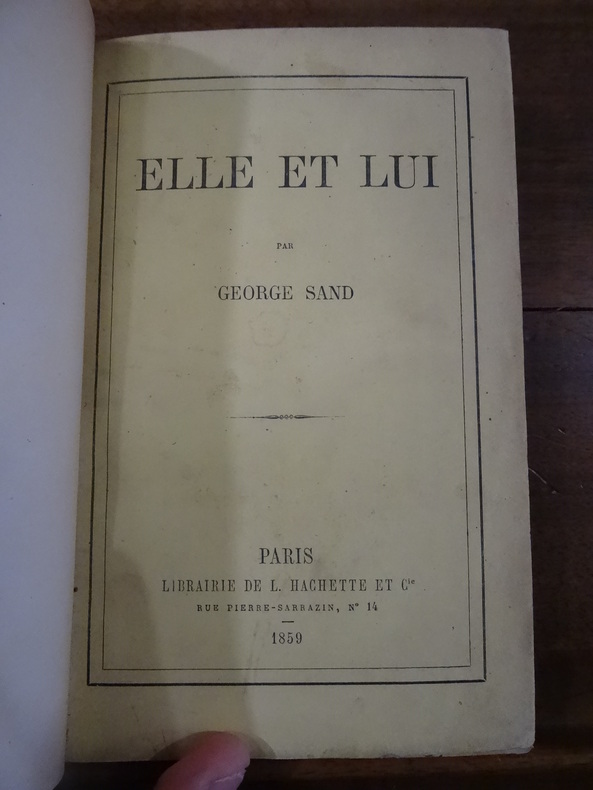 ELLE ET LUI
PAR
GEORGE SAND
PARIS
LIBRAIRIE DE L. HACHETTE ET Cie
RUE PIERRE-SARRAZIN, N° 14
1859